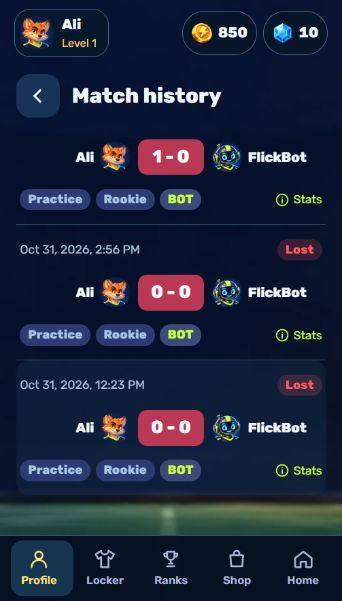 Ali
Level 1
850
10
Match history
Ali 1 - 0 FlickBot
Practice Rookie BOT Stats
Oct 31, 2026, 2:56 PM Lost
Ali 0 - 0 FlickBot
Practice Rookie BOT Stats
Oct 31, 2026, 12:23 PM Lost
Ali 0 - 0 FlickBot
Practice Rookie BOT Stats
Profile Locker Ranks Shop Home